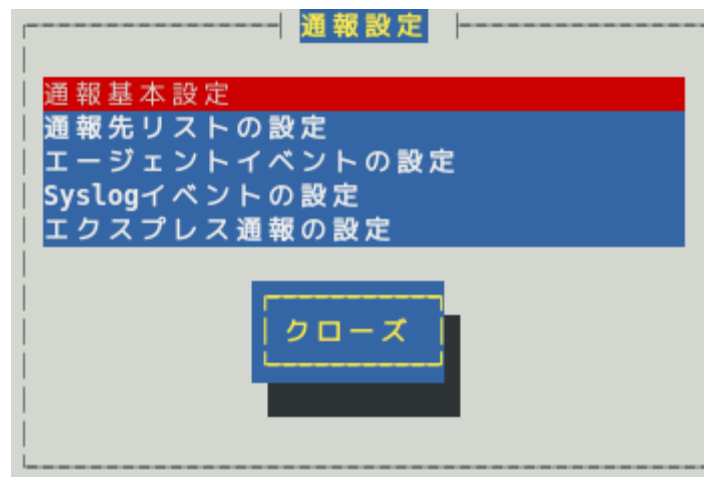 通報設定
通報基本設定
通報先リストの設定
エージェントイベントの設定
Syslogイベントの設定
エクスプレス通報の設定
クローズ